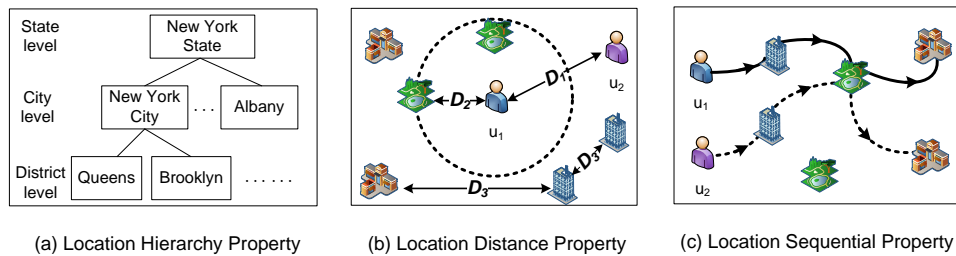 State
level
New York
State
City
level
New York
City
. . .
Albany
District
level
Queens
Brooklyn
. . . . . .
(a) Location Hierarchy Property
D1
u2
D2
u1
D3
D3
(b) Location Distance Property
u1
u2
(c) Location Sequential Property